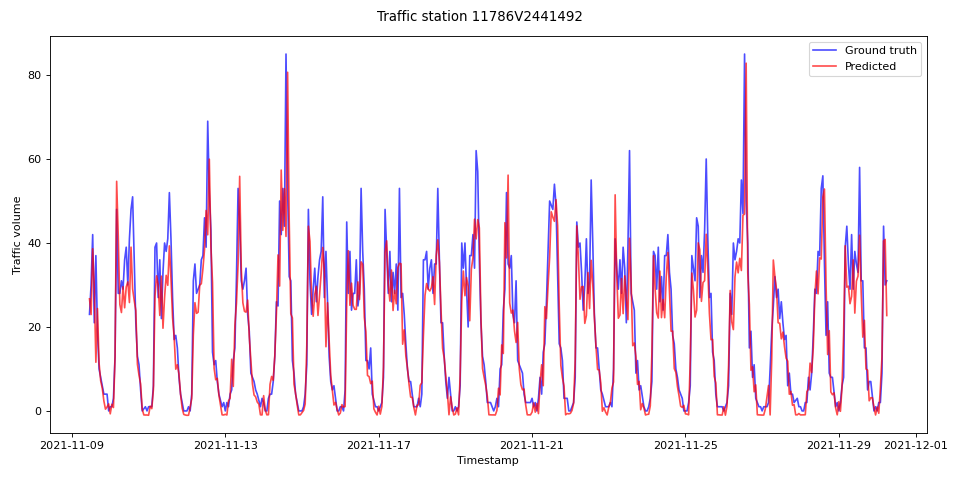 Traffic station 11786V2441492
Ground truth
Predicted
Traffic volume
80
60
40
20
0
2021-11-09
2021-11-13
2021-11-17
2021-11-21
2021-11-25
2021-11-29
2021-12-01
Timestamp